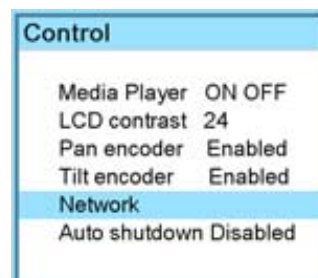 Control
Media Player ON OFF
LCD contrast 24
Pan encoder Enabled
Tilt encoder Enabled
Network
Auto shutdown Disabled